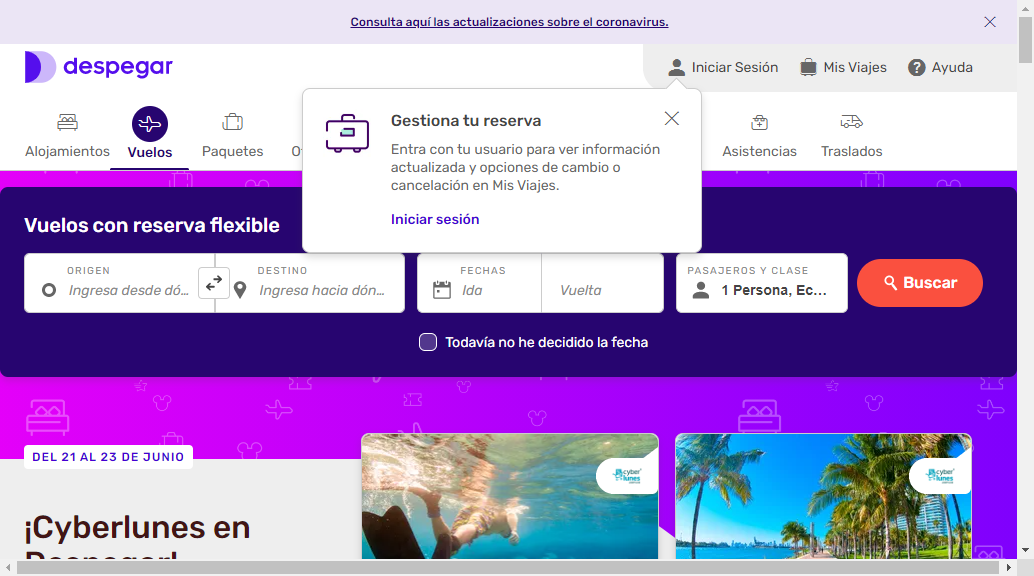 Consulta aquí las actualizaciones sobre el coronavirus.
despegar
Iniciar Sesión
Mis Viajes
Ayuda
Alojamientos
Vuelos
Paquetes
Asistencias
Traslados
Gestiona tu reserva
Entra con tu usuario para ver información
actualizada y opciones de cambio o
cancelación en Mis Viajes.
Iniciar sesión
Vuelos con reserva flexible
ORIGEN
Ingresa desde dó...
DESTINO
Ingresa hacia dón...
FECHAS
Ida
Vuelta
PASAJEROS Y CLASE
1 Persona, Ec...
Buscar
Todavía no he decidido la fecha
DEL 21 AL 23 DE JUNIO
¡Cyberlunes en
Despegar!
cyber
lunes
cyber
lunes